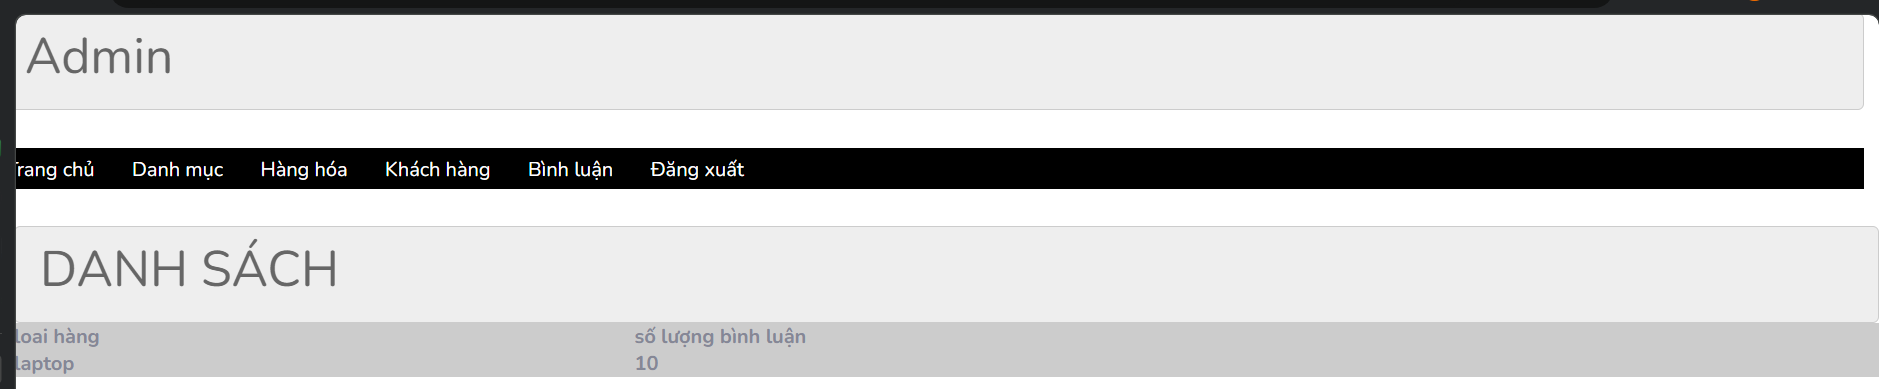 Admin
Trang chủ Danh mục Hàng hóa Khách hàng Bình luận Đăng xuất
DANH SÁCH
loai hàng số lượng bình luận
laptop 10